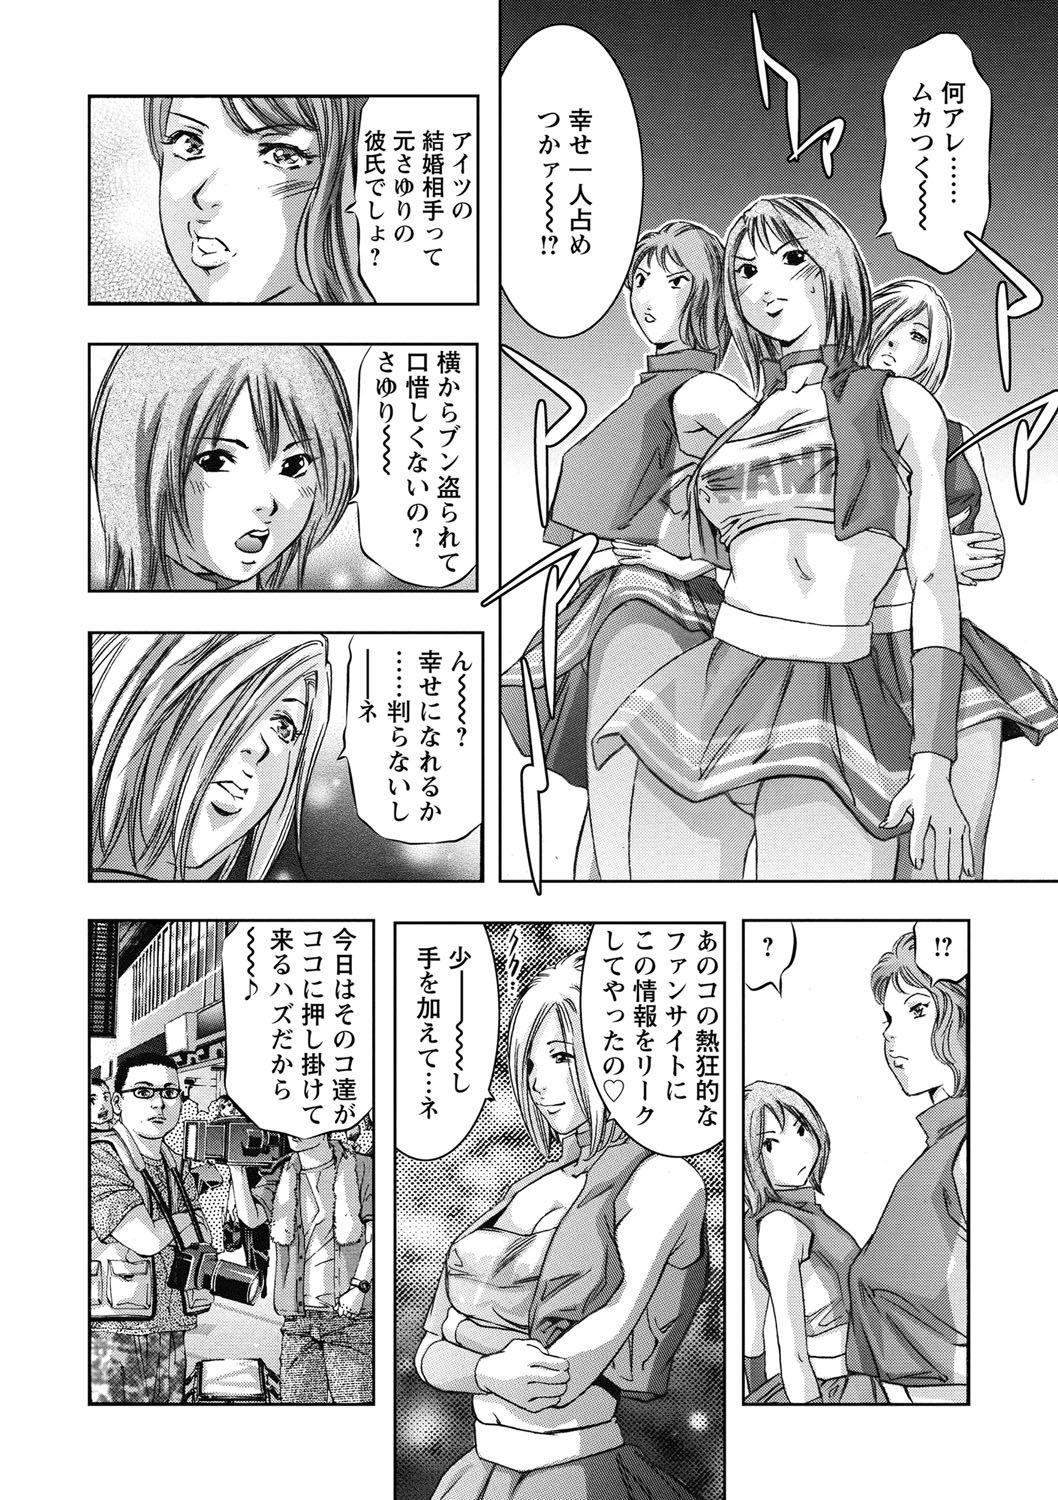 何アレ……
ムカつく〜〜
幸せ一人占め
つかァ〜〜!?
WANI
アイツの
結婚相手って
元さゆりの
彼氏でしょ？
横からブン盗られて
口惜しくないの？
さゆり〜〜
ん〜〜？
幸せになれるか
……判らないし
──ネ
!?
？
あのコの熱狂的な
ファンサイトに
この情報をリーク
してやったの♡
少──〜し
手を加えて…ネ
今日はそのコ達が
ココに押し掛けて
来るハズだから
〜〜♪